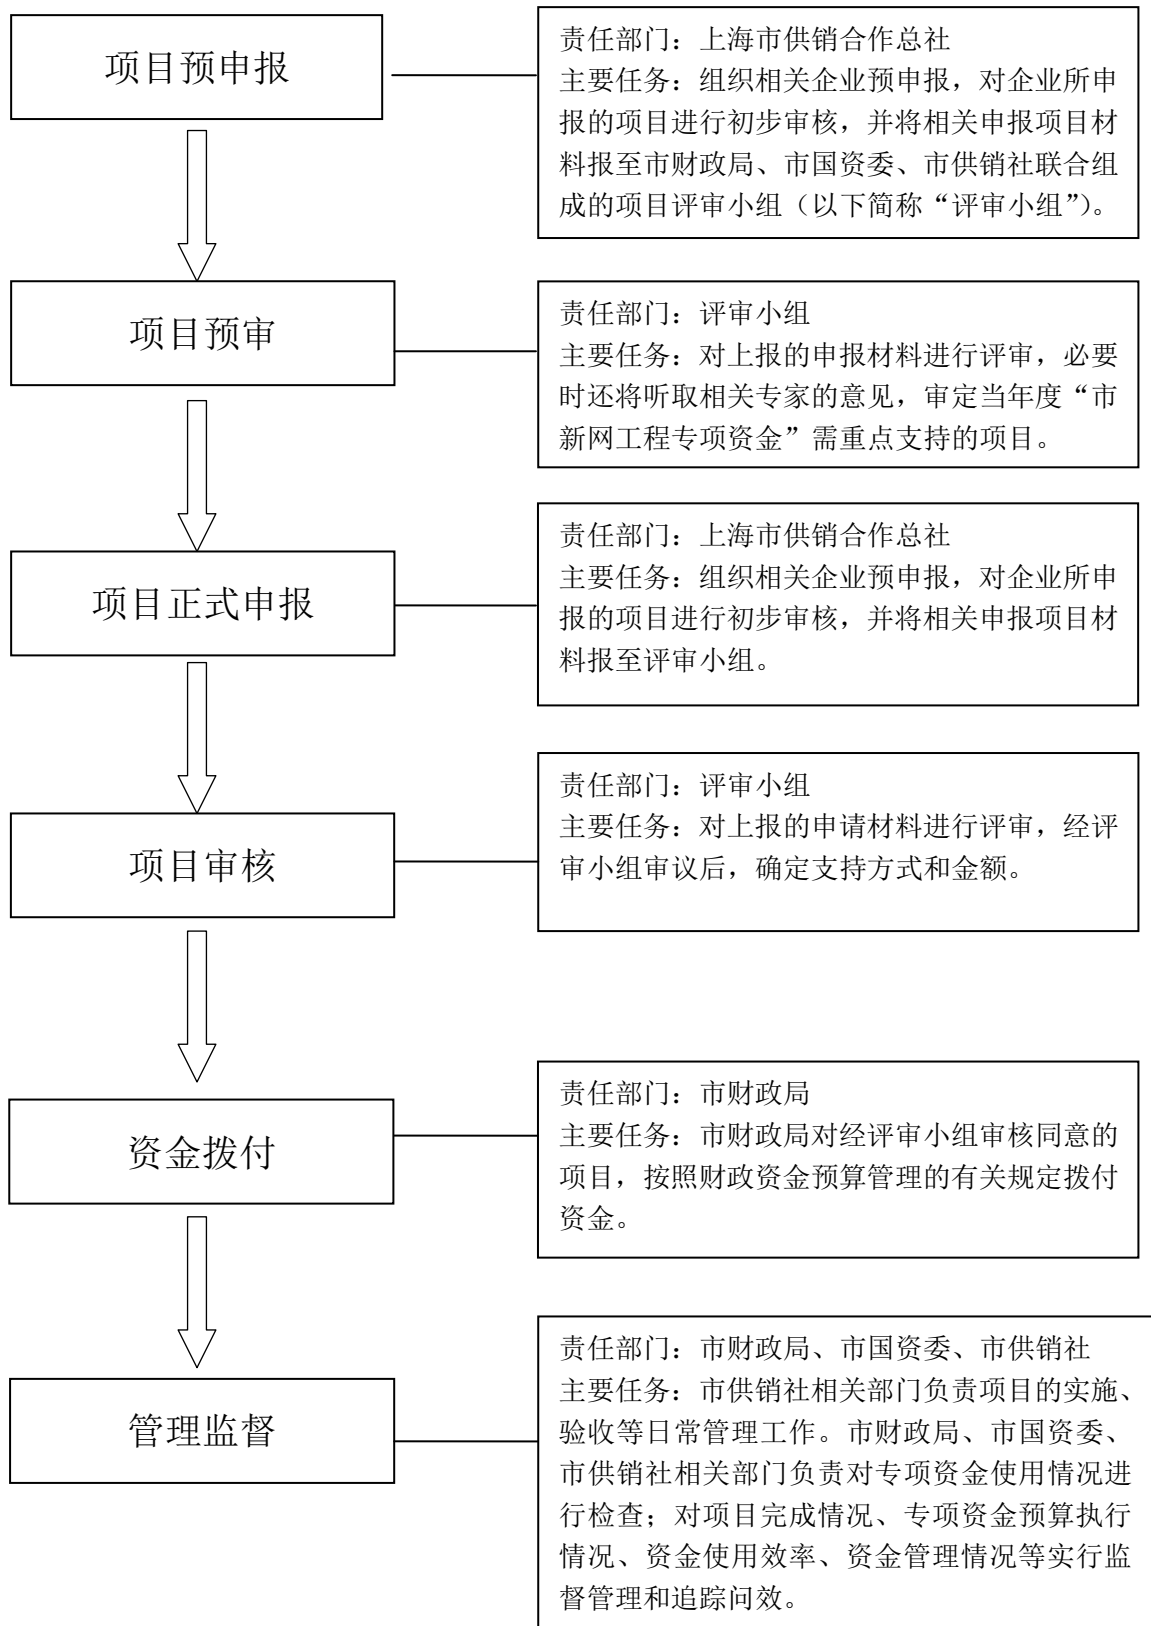 项目预申报
责任部门：上海市供销合作总社
主要任务：组织相关企业预申报，对企业所申
报的项目进行初步审核，并将相关申报项目材
料报至市财政局、市国资委、市供销社联合组
成的项目评审小组（以下简称“评审小组”）。
项目预审
责任部门：评审小组
主要任务：对上报的申报材料进行评审，必要
时还将听取相关专家的意见，审定当年度“市
新网工程专项资金”需重点支持的项目。
项目正式申报
责任部门：上海市供销合作总社
主要任务：组织相关企业预申报，对企业所申
报的项目进行初步审核，并将相关申报项目材
料报至评审小组。
项目审核
责任部门：评审小组
主要任务：对上报的申请材料进行评审，经评
审小组审议后，确定支持方式和金额。
资金拨付
责任部门：市财政局
主要任务：市财政局对经评审小组审核同意的
项目，按照财政资金预算管理的有关规定拨付
资金。
管理监督
责任部门：市财政局、市国资委、市供销社
主要任务：市供销社相关部门负责项目的实施、
验收等日常管理工作。市财政局、市国资委、
市供销社相关部门负责对专项资金使用情况进
行检查；对项目完成情况、专项资金预算执行
情况、资金使用效率、资金管理情况等实行监
督管理和追踪问效。